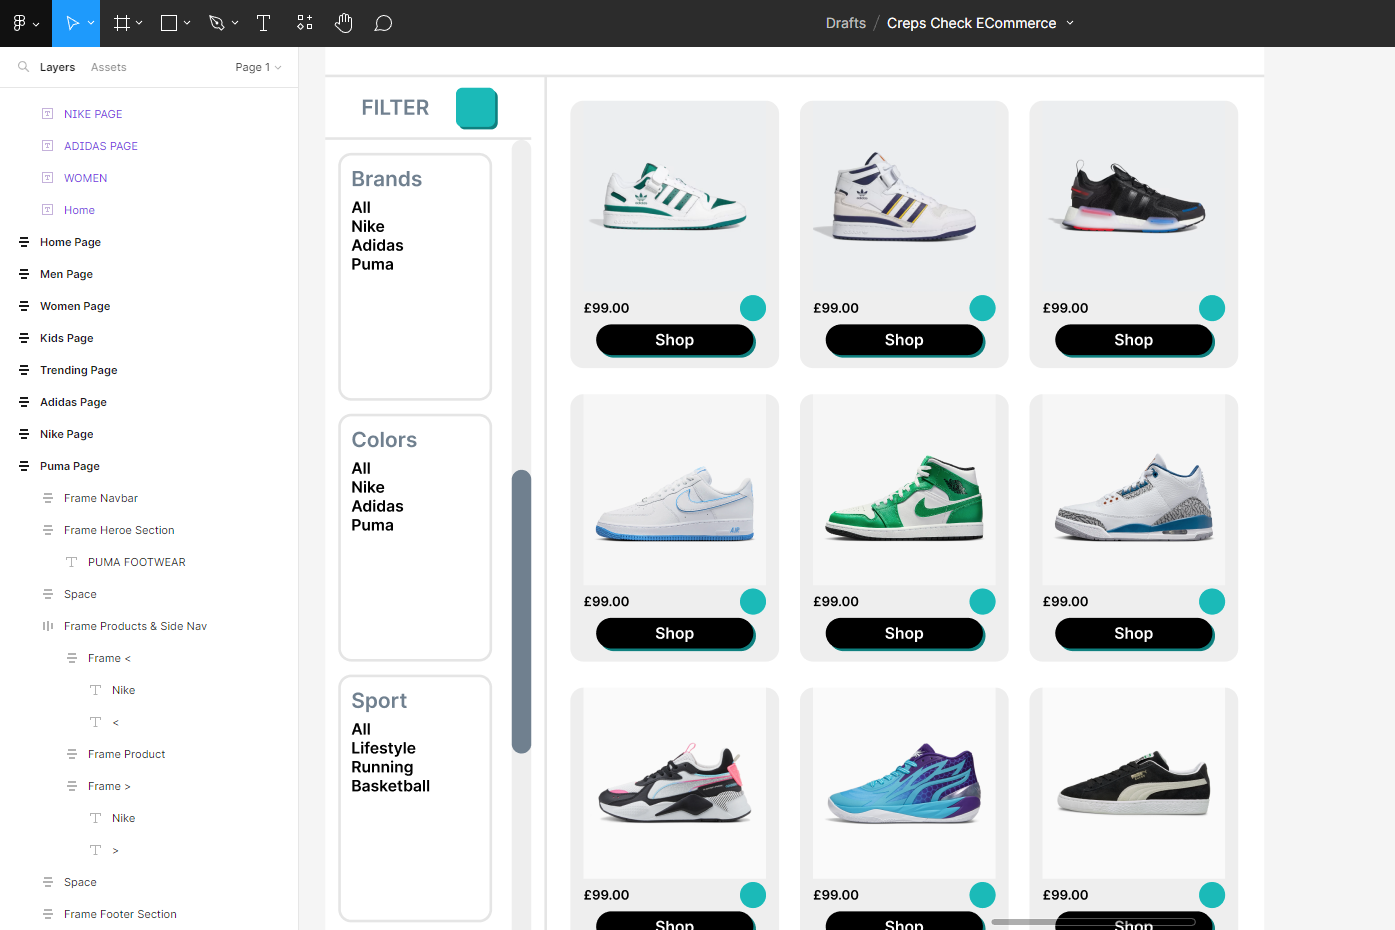 Drafts / Creps Check ECommerce
Layers
Assets
Page 1
NIKE PAGE
ADIDAS PAGE
WOMEN
Home
Home Page
Men Page
Women Page
Kids Page
Trending Page
Adidas Page
Nike Page
Puma Page
Frame Navbar
Frame Heroe Section
PUMA FOOTWEAR
Space
Frame Products & Side Nav
Frame <
Nike
<
Frame Product
Frame >
Nike
>
Space
Frame Footer Section
FILTER
Brands
All
Nike
Adidas
Puma
Colors
All
Nike
Adidas
Puma
Sport
All
Lifestyle
Running
Basketball
£99.00
Shop
£99.00
Shop
£99.00
Shop
AIR
£99.00
Shop
£99.00
Shop
£99.00
Shop
£99.00
Shop
£99.00
Shop
£99.00
Shop